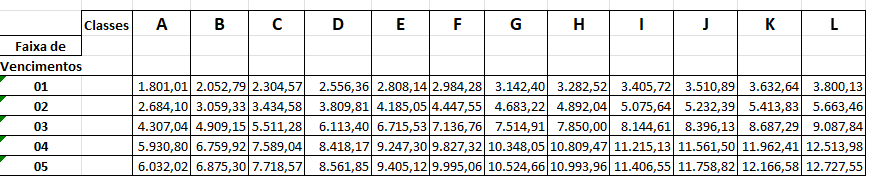 Classes A B C D E F G H I J K L
Faixa de
Vencimentos
01 1.801,01 2.052,79 2.304,57 2.556,36 2.808,14 2.984,28 3.142,40 3.282,52 3.405,72 3.510,89 3.632,64 3.800,13
02 2.684,10 3.059,33 3.434,58 3.809,81 4.185,05 4.447,55 4.683,22 4.892,04 5.075,64 5.232,39 5.413,83 5.663,46
03 4.307,04 4.909,15 5.511,28 6.113,40 6.715,53 7.136,76 7.514,91 7.850,00 8.144,61 8.396,13 8.687,29 9.087,84
04 5.930,80 6.759,92 7.589,04 8.418,17 9.247,30 9.827,32 10.348,05 10.809,47 11.215,13 11.561,50 11.962,41 12.513,98
05 6.032,02 6.875,30 7.718,57 8.561,85 9.405,12 9.995,06 10.524,66 10.993,96 11.406,55 11.758,82 12.166,58 12.727,55